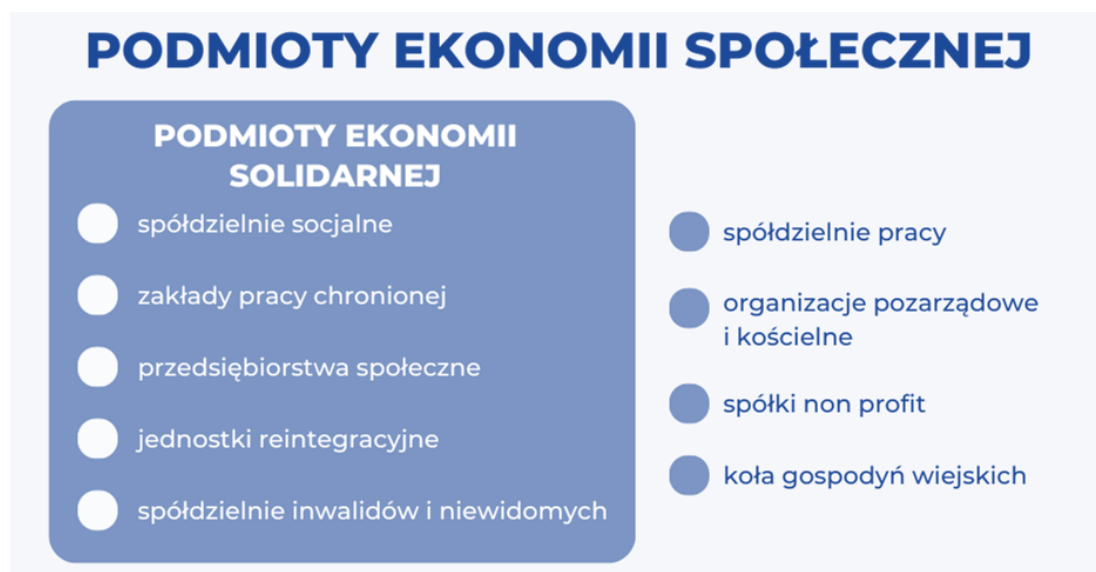 PODMIOTY EKONOMII SPOŁECZNEJ
PODMIOTY EKONOMII
SOLIDARNEJ
spółdzielnie socjalne
zakłady pracy chronionej
przedsiębiorstwa społeczne
jednostki reintegracyjne
spółdzielnie inwalidów i niewidomych
spółdzielnie pracy
organizacje pozarządowe
i kościelne
spółki non profit
koła gospodyń wiejskich